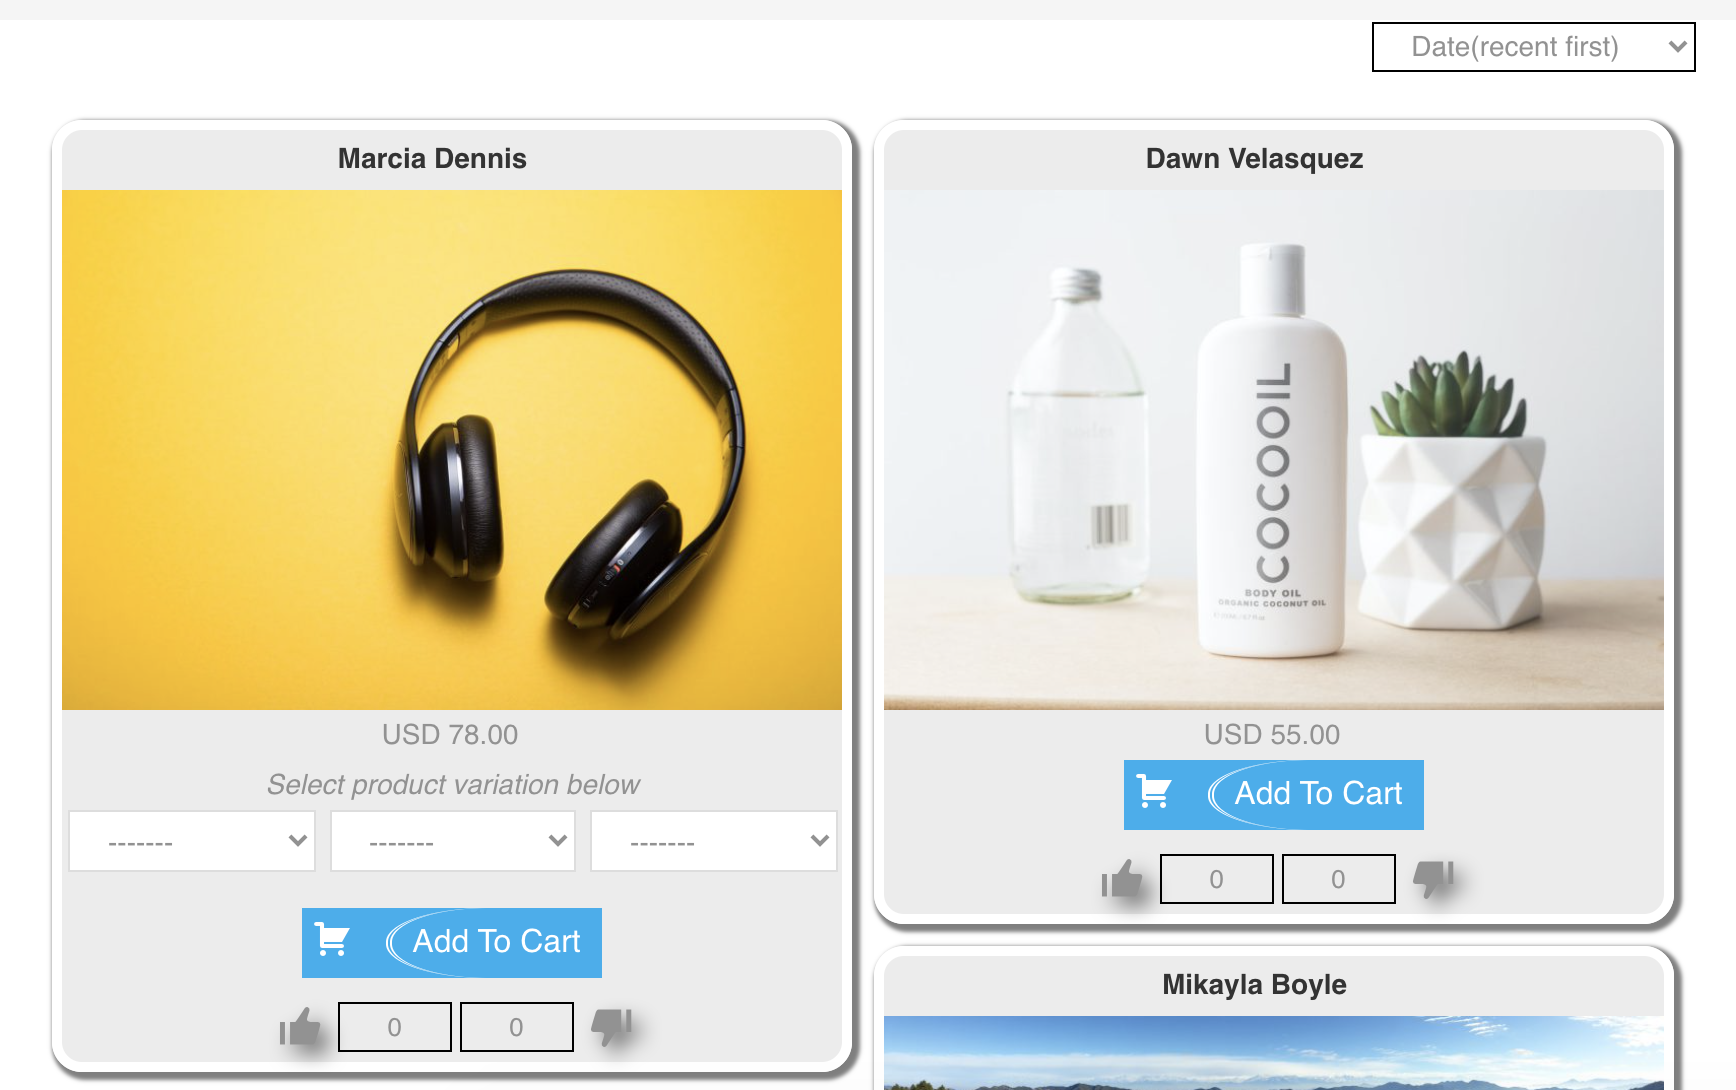 Date(recent first)
Marcia Dennis
USD 78.00
Select product variation below
-------
-------
-------
Add To Cart
0
0
Dawn Velasquez
COCOOIL
BODY OIL
ORGANIC COCONUT OIL
USD 55.00
Add To Cart
0
0
Mikayla Boyle